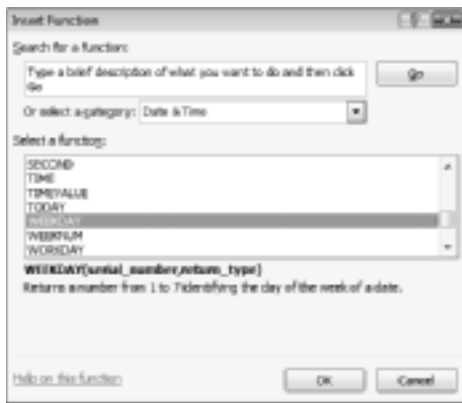 Insert Function
Search for a function:
Type a brief description of what you want to do and then click
Go
Go
Or select a category: Date & Time
Select a function:
SECOND
TIME
TIMEVALUE
TODAY
WEEKDAY
WEEKNUM
WORKDAY
WEEKDAY(serial_number,return_type)
Returns a number from 1 to 7 identifying the day of the week of a date.
Help on this function
OK
Cancel